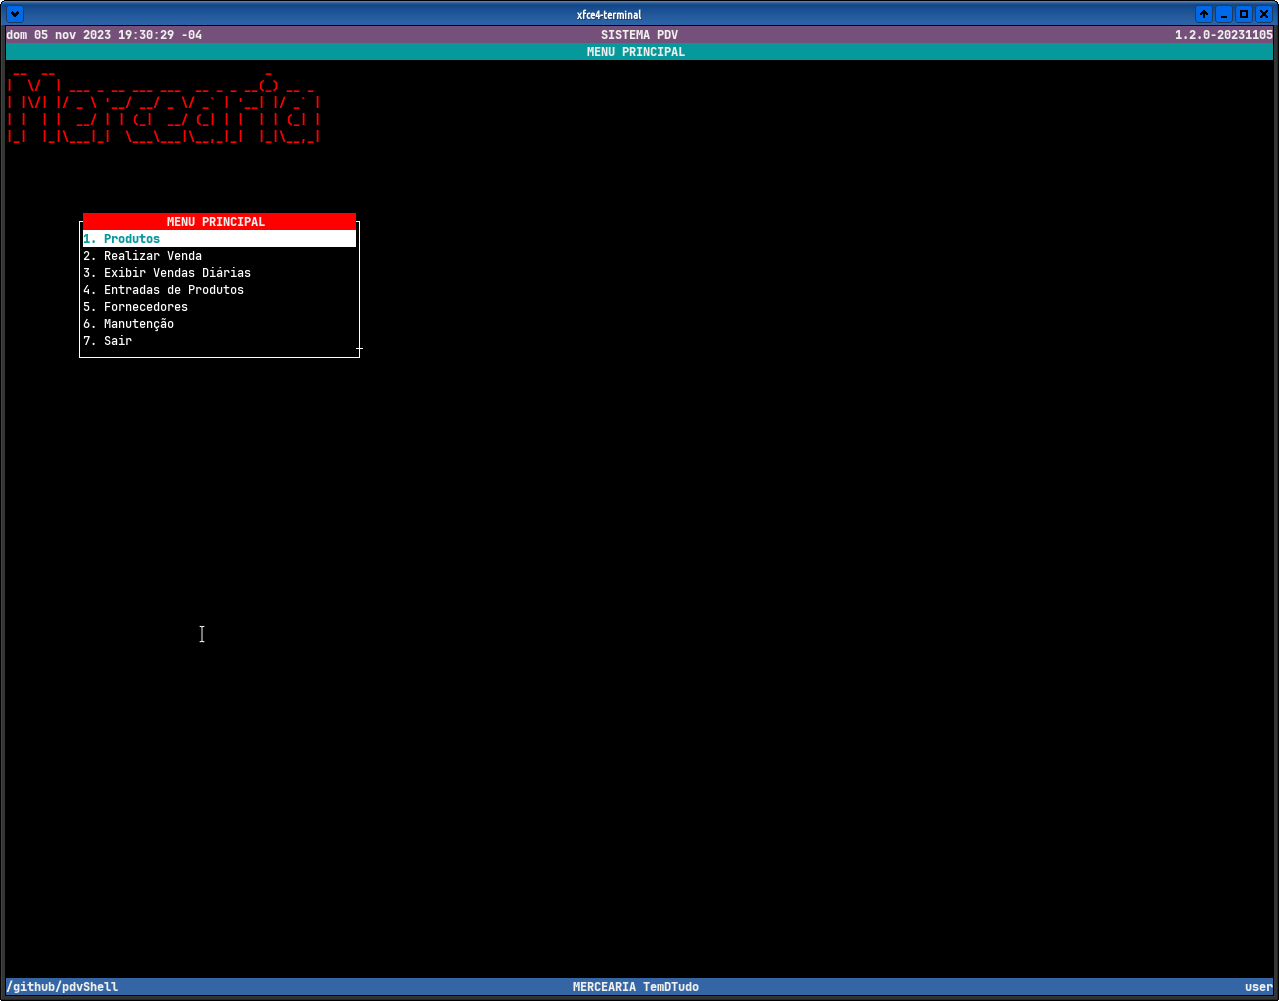 xfce4-terminal
dom 05 nov 2023 19:30:29 -04 SISTEMA PDV 1.2.0-20231105
MENU PRINCIPAL
Mercearia
MENU PRINCIPAL
1. Produtos
2. Realizar Venda
3. Exibir Vendas Diárias
4. Entradas de Produtos
5. Fornecedores
6. Manutenção
7. Sair
/github/pdvShell MERCEARIA TemDTudo user